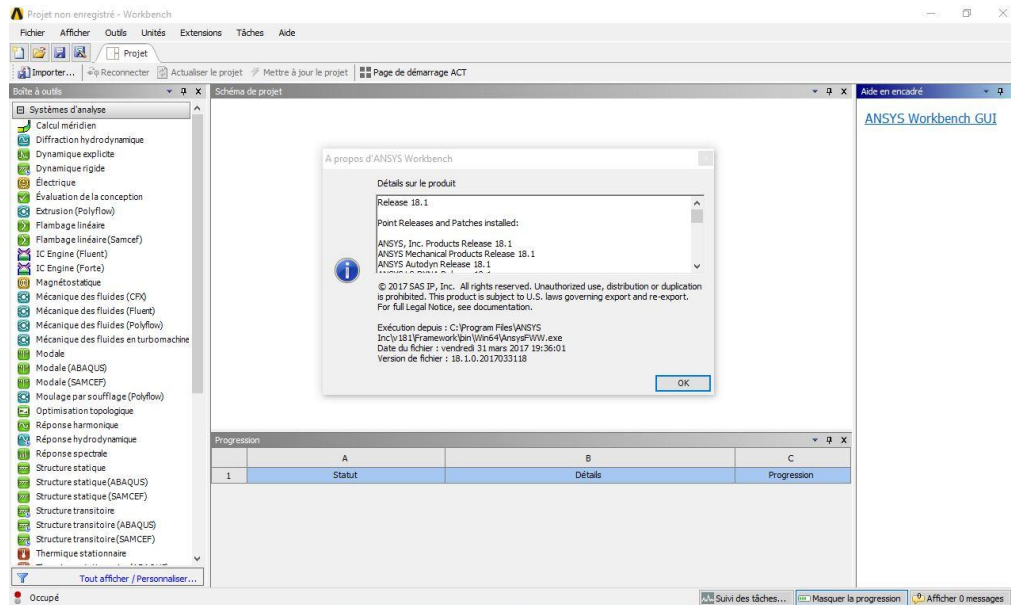 Projet non enregistré - Workbench
Fichier Afficher Outils Unités Extensions Tâches Aide
Projet
Importer... Reconnecter Actualiser le projet Mettre à jour le projet Page de démarrage ACT
Boîte à outils
Systèmes d'analyse
Calcul méridien
Diffraction hydrodynamique
Dynamique explicite
Dynamique rigide
Électrique
Évaluation de la conception
Extrusion (Polyflow)
Flambage linéaire
Flambage linéaire (Samcef)
IC Engine (Fluent)
IC Engine (Forte)
Magnétostatique
Mécanique des fluides (CFX)
Mécanique des fluides (Fluent)
Mécanique des fluides (Polyflow)
Mécanique des fluides en turbomachine
Modale
Modale (ABAQUS)
Modale (SAMCEF)
Moulage par soufflage (Polyflow)
Optimisation topologique
Réponse harmonique
Réponse hydrodynamique
Réponse spectrale
Structure statique
Structure statique (ABAQUS)
Structure statique (SAMCEF)
Structure transitoire
Structure transitoire (ABAQUS)
Structure transitoire (SAMCEF)
Thermique stationnaire
Tout afficher / Personnaliser...
Schéma de projet
A propos d'ANSYS Workbench
Détails sur le produit
Release 18.1
Point Releases and Patches installed:
ANSYS, Inc. Products Release 18.1
ANSYS Mechanical Products Release 18.1
ANSYS Autodyn Release 18.1
© 2017 SAS IP, Inc. All rights reserved. Unauthorized use, distribution or duplication
is prohibited. This product is subject to U.S. laws governing export and re-export.
For full Legal Notice, see documentation.
Exécution depuis : C:\Program Files\ANSYS
Inc\v181\Framework\bin\Win64\AnsysFWW.exe
Date du fichier : vendredi 31 mars 2017 19:36:01
Version de fichier : 18.1.0.2017033118
OK
Progression
A B C
1 Statut Détails Progression
Aide en encadré
ANSYS Workbench GUI
Occupé
Suivi des tâches... Masquer la progression Afficher 0 messages